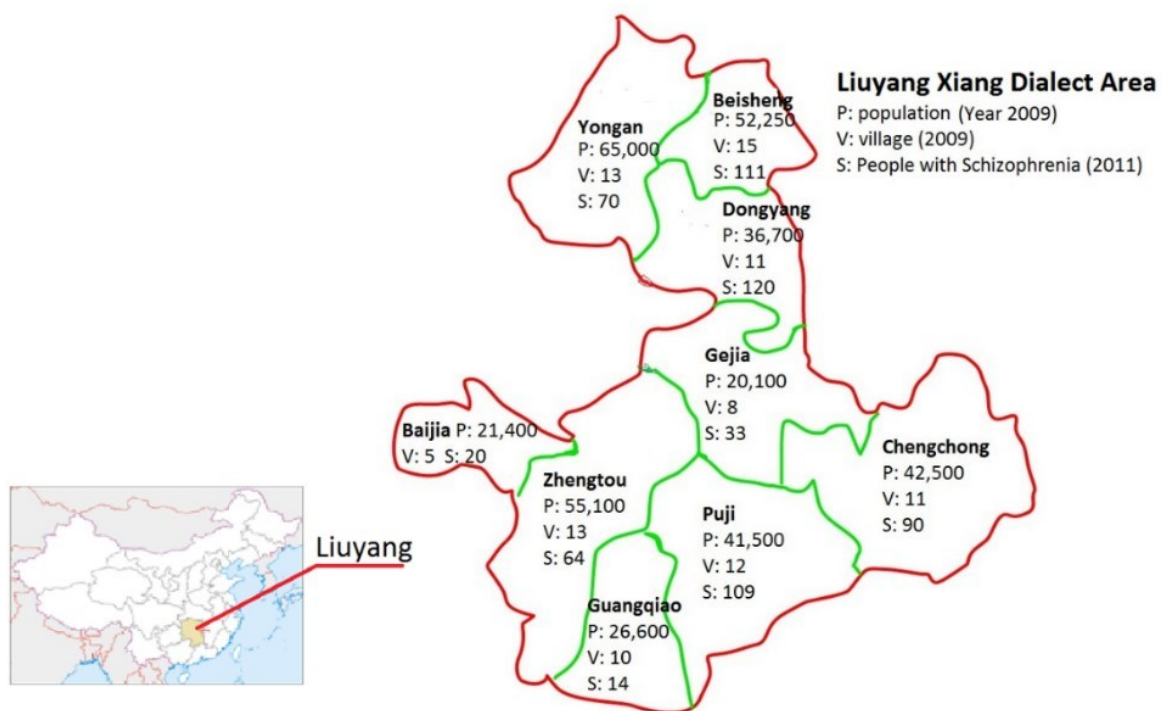 Liuyang Xiang Dialect Area
P: population (Year 2009)
V: village (2009)
S: People with Schizophrenia (2011)
Beisheng
P: 52,250
V: 15
S: 111
Yongan
P: 65,000
V: 13
S: 70
Dongyang
P: 36,700
V: 11
S: 120
Gejia
P: 20,100
V: 8
S: 33
Baijia P: 21,400
V: 5 S: 20
Chengchong
P: 42,500
V: 11
S: 90
Zhengtou
P: 55,100
V: 13
S: 64
Puji
P: 41,500
V: 12
S: 109
Guangqiao
P: 26,600
V: 10
S: 14
Liuyang